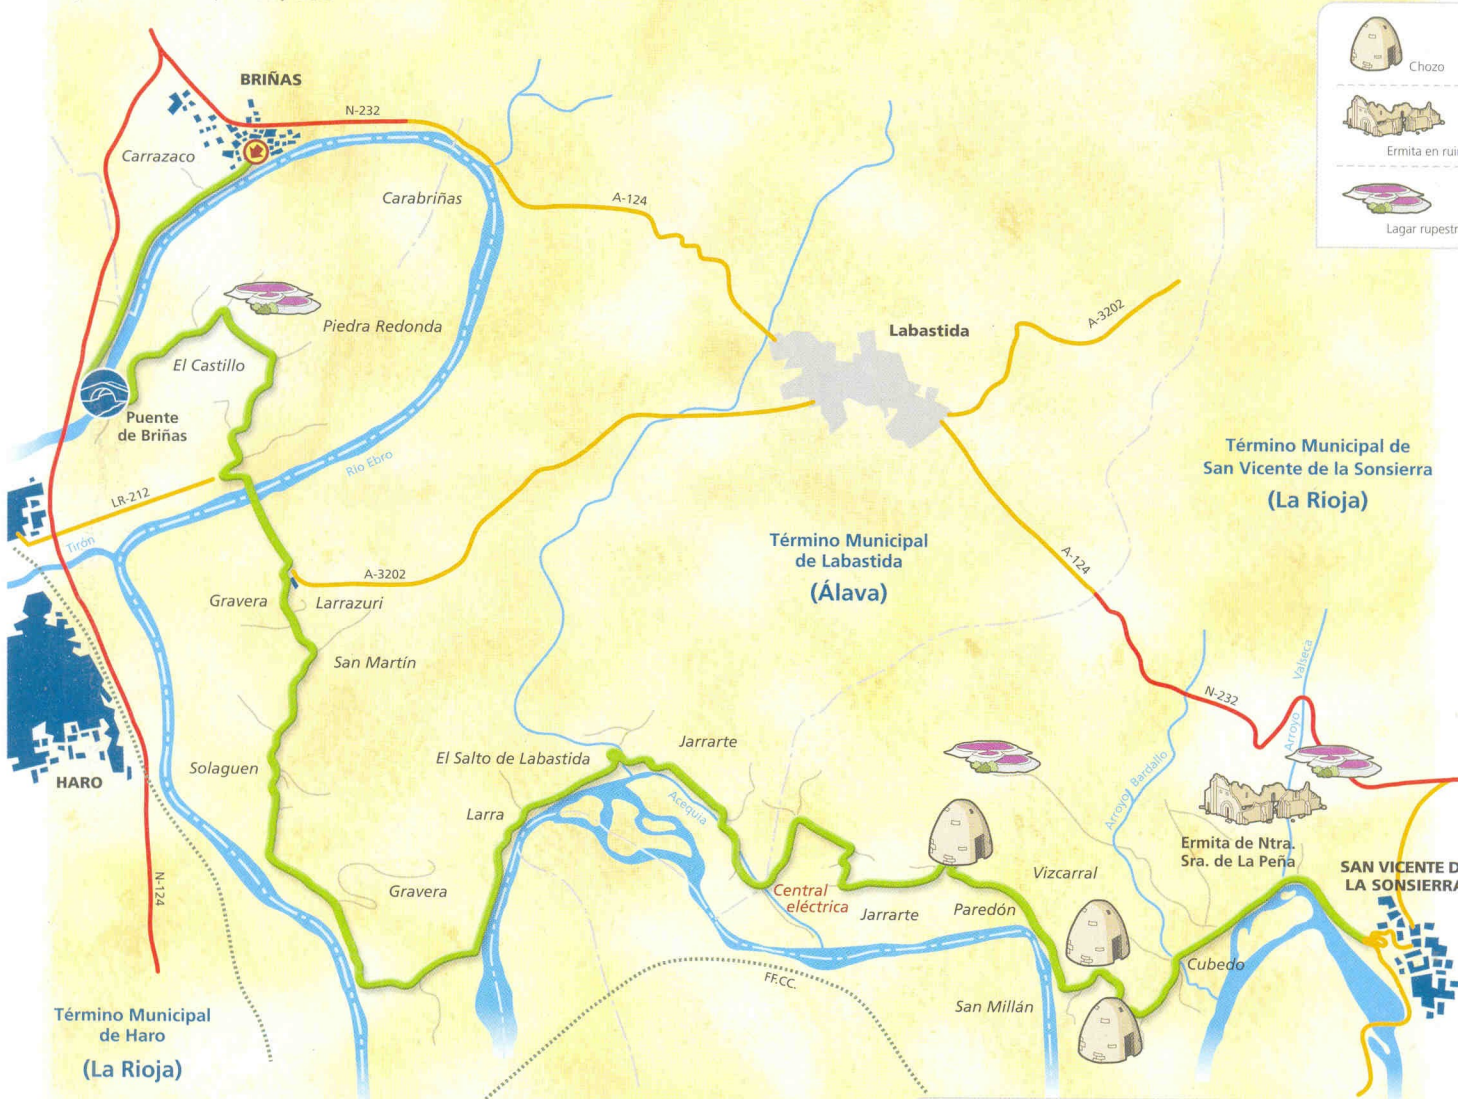 BRIÑAS
N-232
Carrazaco
Carabriñas
A-124
Chozo
Ermita en rui
Lagar rupestr
Piedra Redonda
El Castillo
Puente
de Briñas
Labastida
A-3202
Río Ebro
LR-212
Tirón
Término Municipal de
San Vicente de la Sonsierra
(La Rioja)
Término Municipal
de Labastida
(Álava)
A-124
A-3202
Gravera
Larrazuri
San Martín
HARO
Solaguen
El Salto de Labastida
Jarrarte
Larra
Acequia
N-232
Arroyo Valseca
Arroyo Bardallo
Ermita de Ntra.
Sra. de La Peña
SAN VICENTE D
LA SONSIERRA
Vizcarral
Central
eléctrica
Jarrarte
Paredón
Gravera
N-124
Cubedo
FF.CC.
San Millán
Término Municipal
de Haro
(La Rioja)